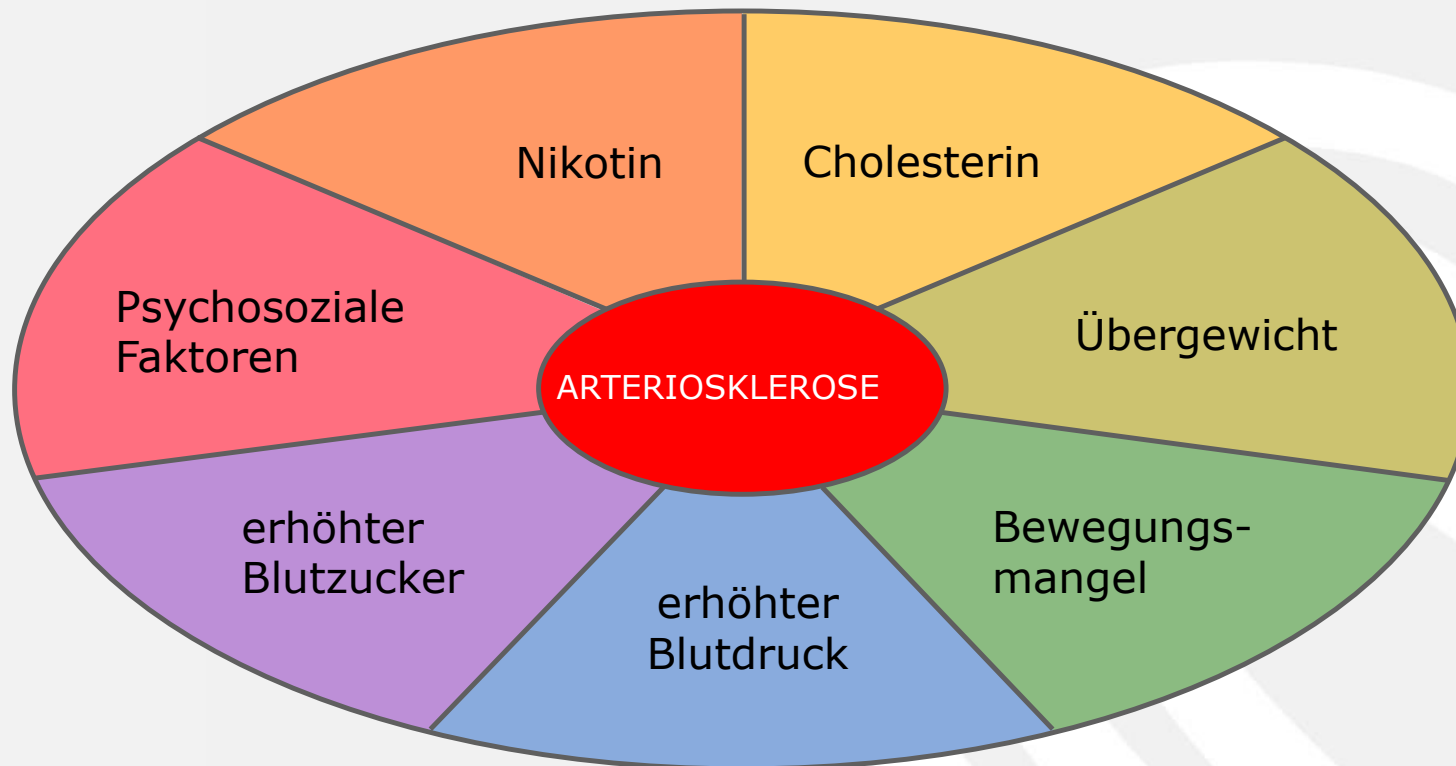 Nikotin
Cholesterin
Psychosoziale
Faktoren
Übergewicht
ARTERIOSKLEROSE
erhöhter
Blutzucker
Bewegungs-
mangel
erhöhter
Blutdruck